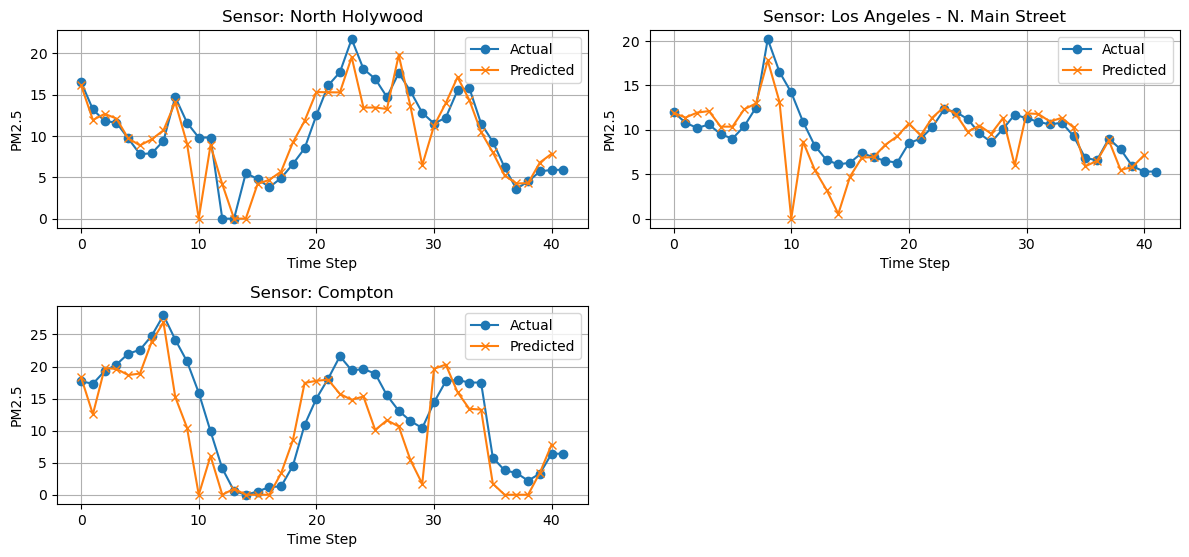 Sensor: North Holywood
PM2.5
20
15
10
5
0
Actual
Predicted
0 10 20 30 40
Time Step
Sensor: Los Angeles - N. Main Street
PM2.5
20
15
10
5
0
Actual
Predicted
0 10 20 30 40
Time Step
Sensor: Compton
PM2.5
25
20
15
10
5
0
Actual
Predicted
0 10 20 30 40
Time Step